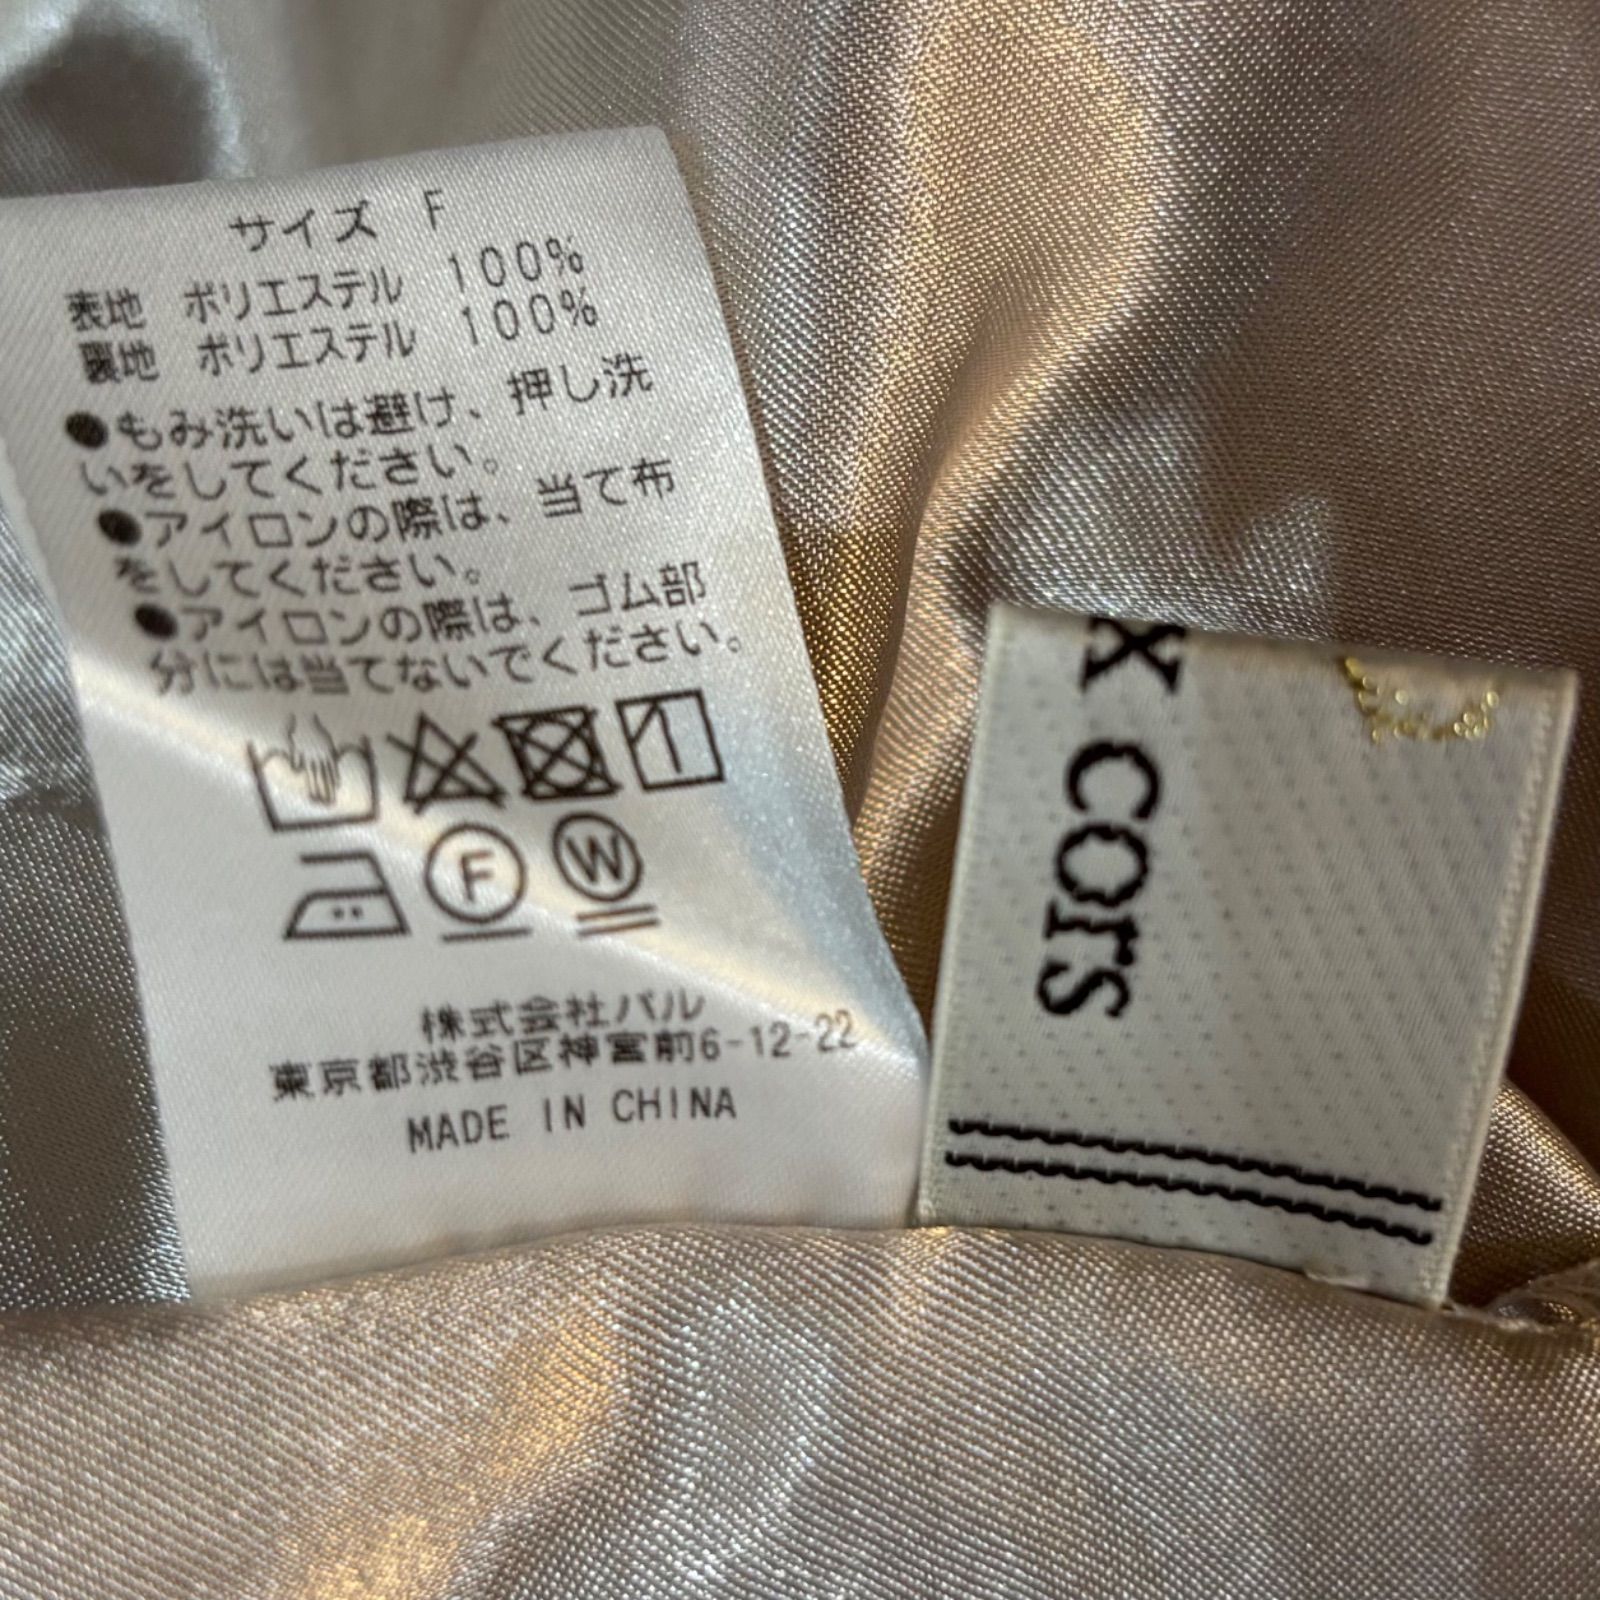 サイズ F
表地 ポリエステル 100%
裏地 ポリエステル 100%
●もみ洗いは避け、押し洗
いをしてください。
●アイロンの際は、当て布
をしてください。
●アイロンの際は、ゴム部
分には当てないでください。
F
W
株式会社パル
東京都渋谷区神宮前6-12-22
MADE IN CHINA
x cors